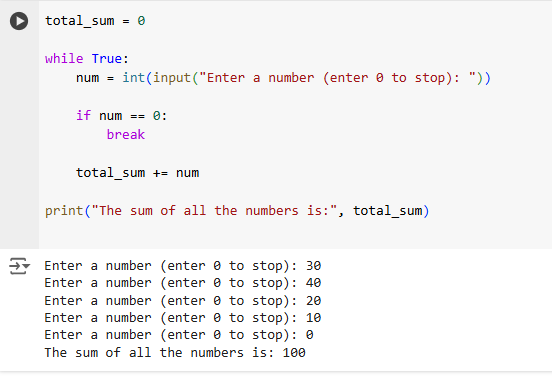 total_sum = 0
while True:
    num = int(input("Enter a number (enter 0 to stop): "))
    if num == 0:
        break
    total_sum += num
print("The sum of all the numbers is:", total_sum)
Enter a number (enter 0 to stop): 30
Enter a number (enter 0 to stop): 40
Enter a number (enter 0 to stop): 20
Enter a number (enter 0 to stop): 10
Enter a number (enter 0 to stop): 0
The sum of all the numbers is: 100